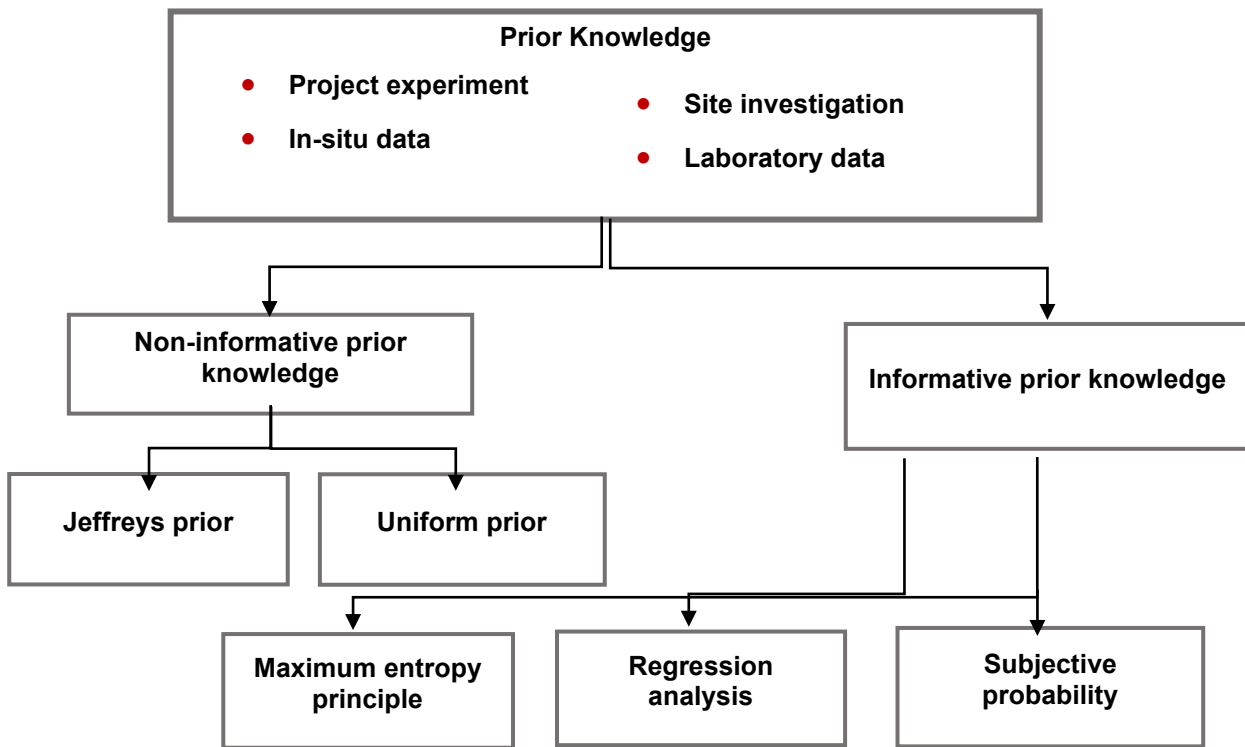 Prior Knowledge
• Project experiment
• In-situ data
• Site investigation
• Laboratory data
Non-informative prior
knowledge
Informative prior knowledge
Jeffreys prior
Uniform prior
Maximum entropy
principle
Regression
analysis
Subjective
probability